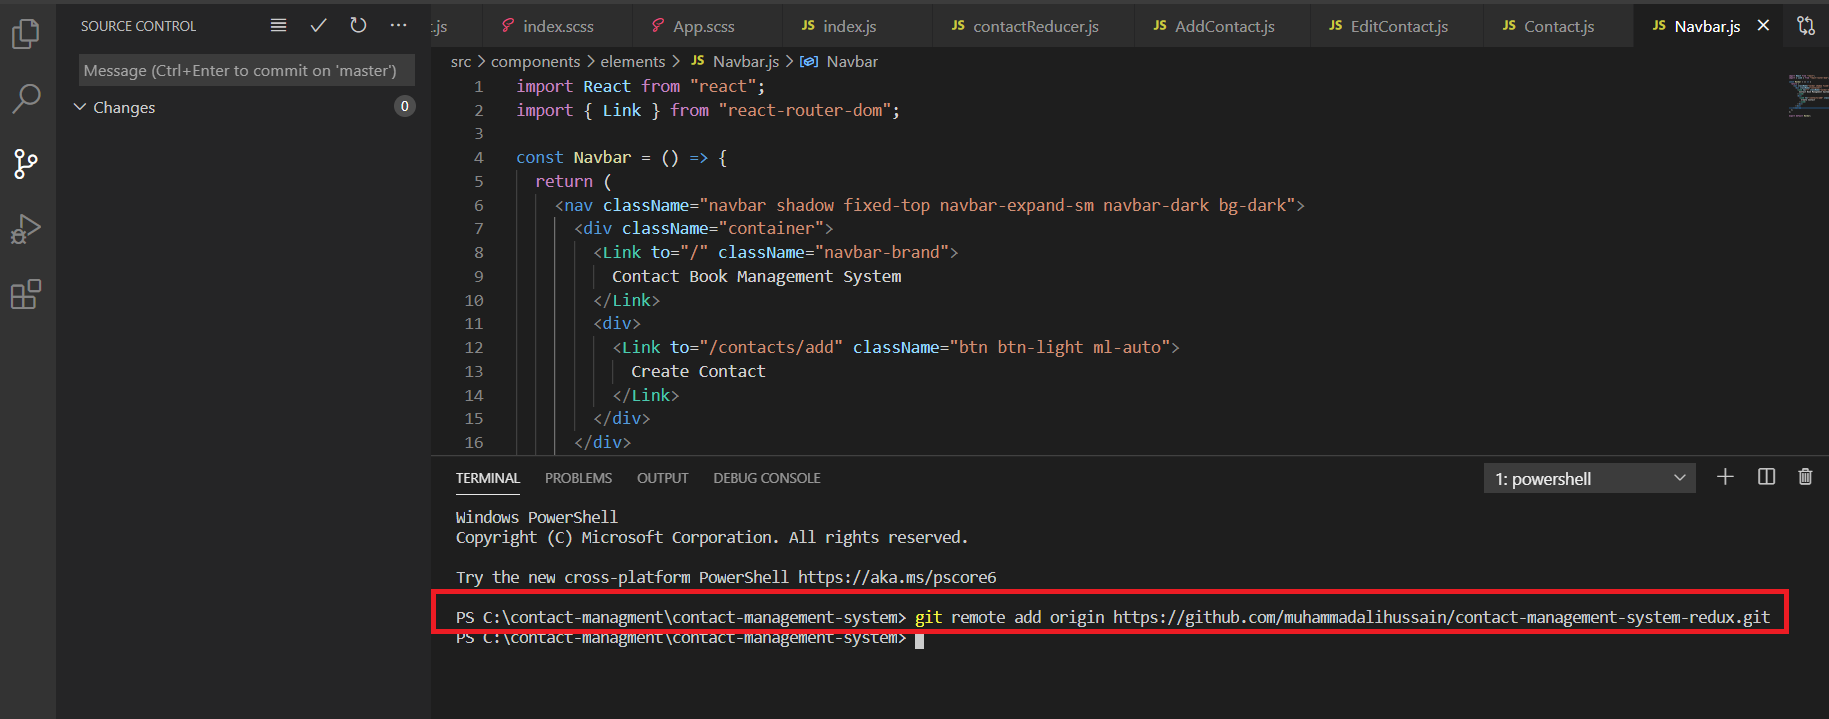 SOURCE CONTROL
Message (Ctrl+Enter to commit on 'master')
Changes
0
t.js
index.scss
App.scss
JS index.js
JS contactReducer.js
JS AddContact.js
JS EditContact.js
JS Contact.js
JS Navbar.js
src > components > elements > JS Navbar.js > Navbar
1 import React from "react";
2 import { Link } from "react-router-dom";
3
4 const Navbar = () => {
5 return (
6 <nav className="navbar shadow fixed-top navbar-expand-sm navbar-dark bg-dark">
7 <div className="container">
8 <Link to="/" className="navbar-brand">
9 Contact Book Management System
10 </Link>
11 <div>
12 <Link to="/contacts/add" className="btn btn-light ml-auto">
13 Create Contact
14 </Link>
15 </div>
16 </div>
TERMINAL PROBLEMS OUTPUT DEBUG CONSOLE
1: powershell
Windows PowerShell
Copyright (C) Microsoft Corporation. All rights reserved.
Try the new cross-platform PowerShell https://aka.ms/pscore6
PS C:\contact-managment\contact-management-system> git remote add origin https://github.com/muhammadalihussain/contact-management-system-redux.git
PS C:\contact-managment\contact-management-system>